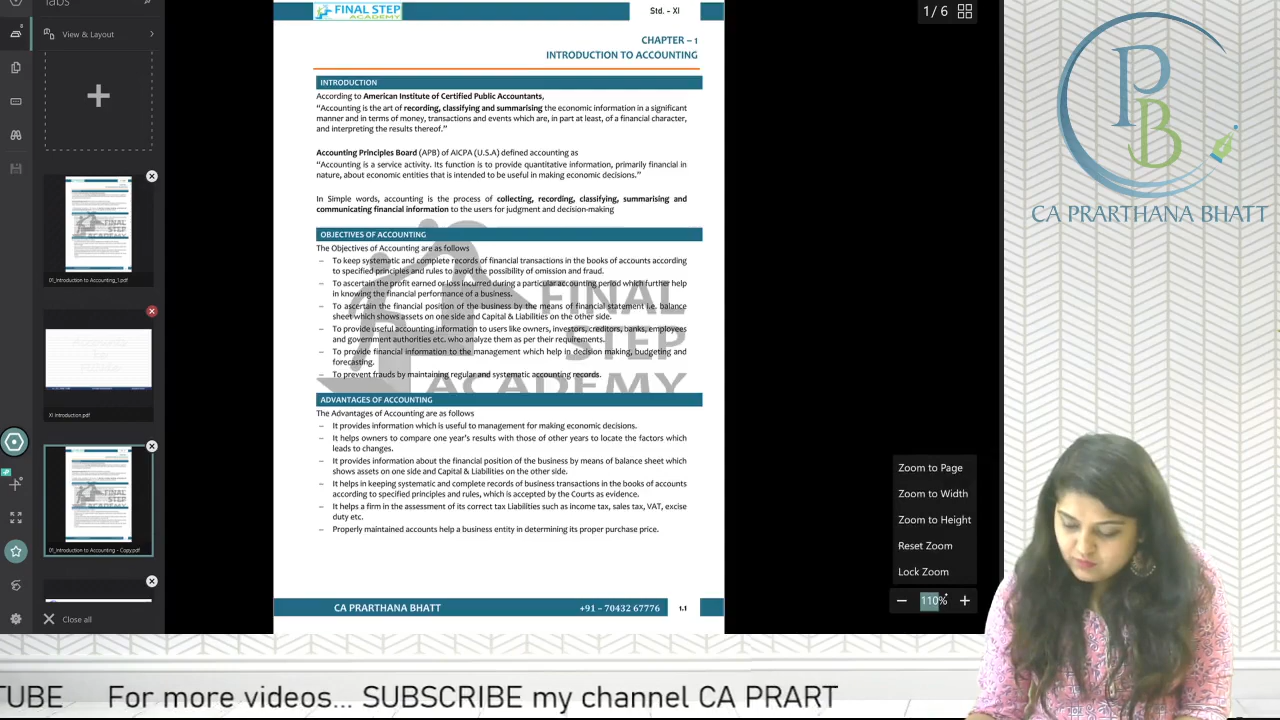 Tabs
View & Layout
01_Introduction to Accounting_1.pdf
XI Introduction.pdf
01_Introduction to Accounting - Copy.pdf
Close all
FINAL STEP
ACADEMY
Std. – XI
CHAPTER – 1
INTRODUCTION TO ACCOUNTING
INTRODUCTION
According to American Institute of Certified Public Accountants,
“Accounting is the art of recording, classifying and summarising the economic information in a significant
manner and in terms of money, transactions and events which are, in part at least, of a financial character,
and interpreting the results thereof.”
Accounting Principles Board (APB) of AICPA (U.S.A) defined accounting as
“Accounting is a service activity. Its function is to provide quantitative information, primarily financial in
nature, about economic entities that is intended to be useful in making economic decisions.”
In Simple words, accounting is the process of collecting, recording, classifying, summarising and
communicating financial information to the users for judgment and decision-making
OBJECTIVES OF ACCOUNTING
The Objectives of Accounting are as follows
– To keep systematic and complete records of financial transactions in the books of accounts according
to specified principles and rules to avoid the possibility of omission and fraud.
– To ascertain the profit earned or loss incurred during a particular accounting period which further help
in knowing the financial performance of a business.
– To ascertain the financial position of the business by the means of financial statement i.e. balance
sheet which shows assets on one side and Capital & Liabilities on the other side.
– To provide useful accounting information to users like owners, investors, creditors, banks, employees
and government authorities etc. who analyze them as per their requirements.
– To provide financial information to the management which help in decision making, budgeting and
forecasting.
– To prevent frauds by maintaining regular and systematic accounting records.
FINAL
STEP
ACADEMY
ADVANTAGES OF ACCOUNTING
The Advantages of Accounting are as follows
– It provides information which is useful to management for making economic decisions.
– It helps owners to compare one year’s results with those of other years to locate the factors which
leads to changes.
– It provides information about the financial position of the business by means of balance sheet which
shows assets on one side and Capital & Liabilities on the other side.
– It helps in keeping systematic and complete records of business transactions in the books of accounts
according to specified principles and rules, which is accepted by the Courts as evidence.
– It helps a firm in the assessment of its correct tax Liabilities such as income tax, sales tax, VAT, excise
duty etc.
– Properly maintained accounts help a business entity in determining its proper purchase price.
CA PRARTHANA BHATT +91 – 70432 67776 1.1
1 / 6
Zoom to Page
Zoom to Width
Zoom to Height
Reset Zoom
Lock Zoom
− 110% +
PB
CA PRARTHANA BHATT
TUBE For more videos... SUBSCRIBE my channel CA PRART